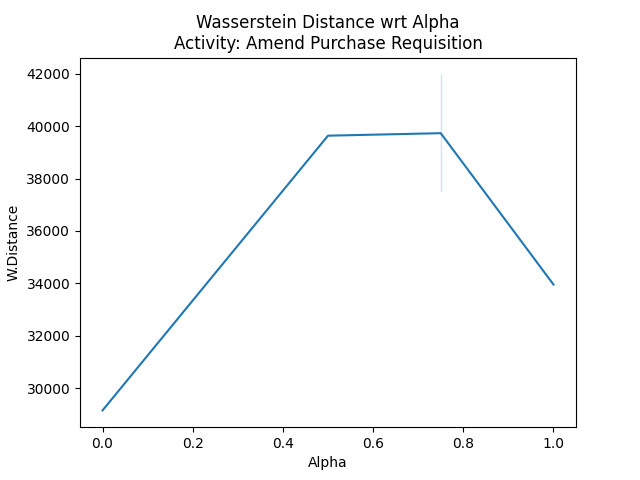 Wasserstein Distance wrt Alpha
Activity: Amend Purchase Requisition
42000
40000
38000
36000
34000
32000
30000
W.Distance
0.0 0.2 0.4 0.6 0.8 1.0
Alpha